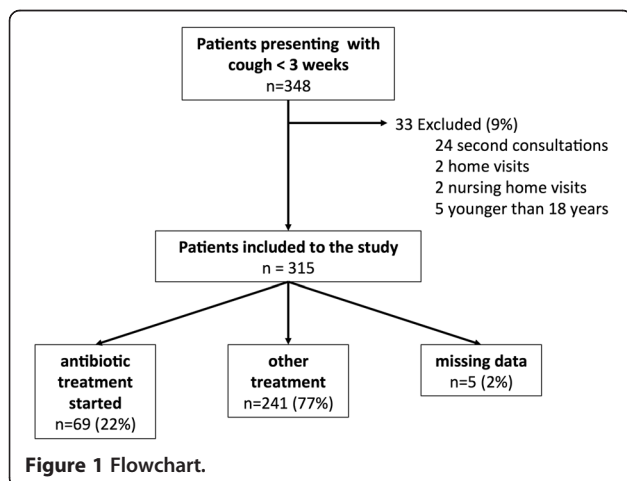 Patients presenting with
cough < 3 weeks
n=348
33 Excluded (9%)
24 second consultations
2 home visits
2 nursing home visits
5 younger than 18 years
Patients included to the study
n = 315
antibiotic
treatment
started
n=69 (22%)
other
treatment
n=241 (77%)
missing data
n=5 (2%)
Figure 1 Flowchart.